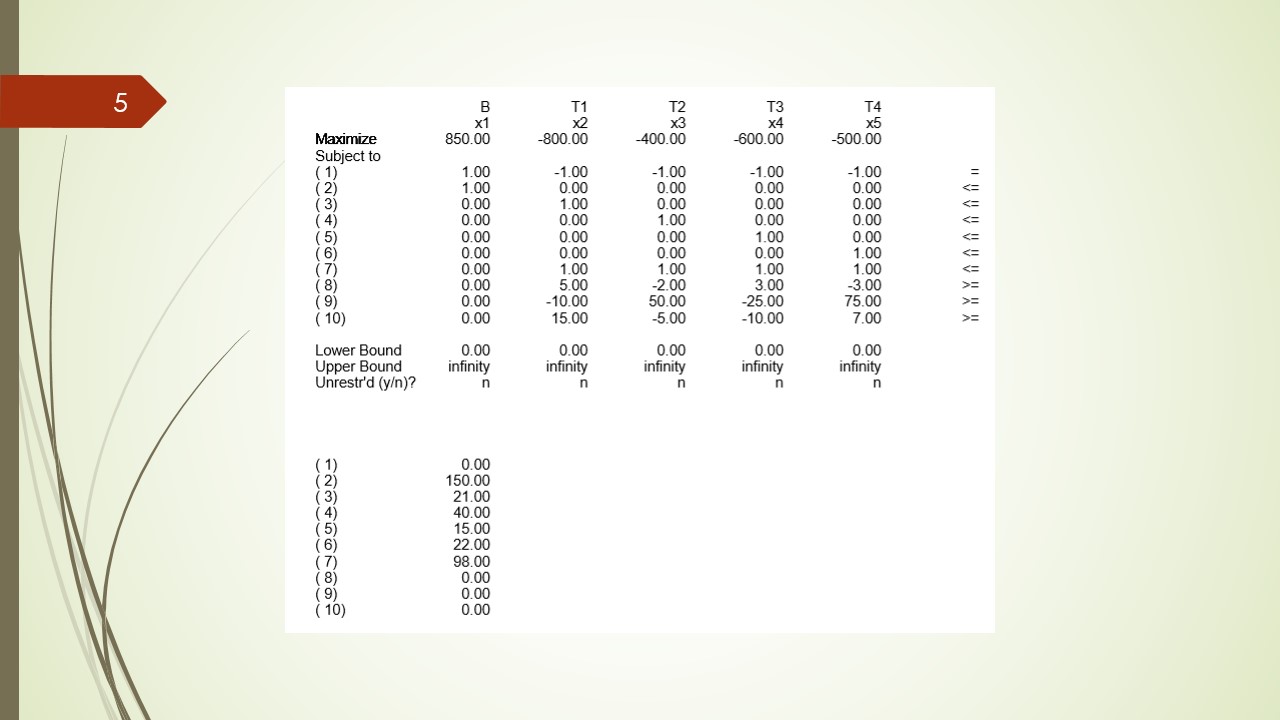 5
B T1 T2 T3 T4
x1 x2 x3 x4 x5
Maximize 850.00 -800.00 -400.00 -600.00 -500.00
Subject to
( 1) 1.00 -1.00 -1.00 -1.00 -1.00 =
( 2) 1.00 0.00 0.00 0.00 0.00 <=
( 3) 0.00 1.00 0.00 0.00 0.00 <=
( 4) 0.00 0.00 1.00 0.00 0.00 <=
( 5) 0.00 0.00 0.00 1.00 0.00 <=
( 6) 0.00 0.00 0.00 0.00 1.00 <=
( 7) 0.00 1.00 1.00 1.00 1.00 <=
( 8) 0.00 5.00 -2.00 3.00 -3.00 >=
( 9) 0.00 -10.00 50.00 -25.00 75.00 >=
( 10) 0.00 15.00 -5.00 -10.00 7.00 >=
Lower Bound 0.00 0.00 0.00 0.00 0.00
Upper Bound infinity infinity infinity infinity infinity
Unrestr'd (y/n)? n n n n n
( 1) 0.00
( 2) 150.00
( 3) 21.00
( 4) 40.00
( 5) 15.00
( 6) 22.00
( 7) 98.00
( 8) 0.00
( 9) 0.00
( 10) 0.00